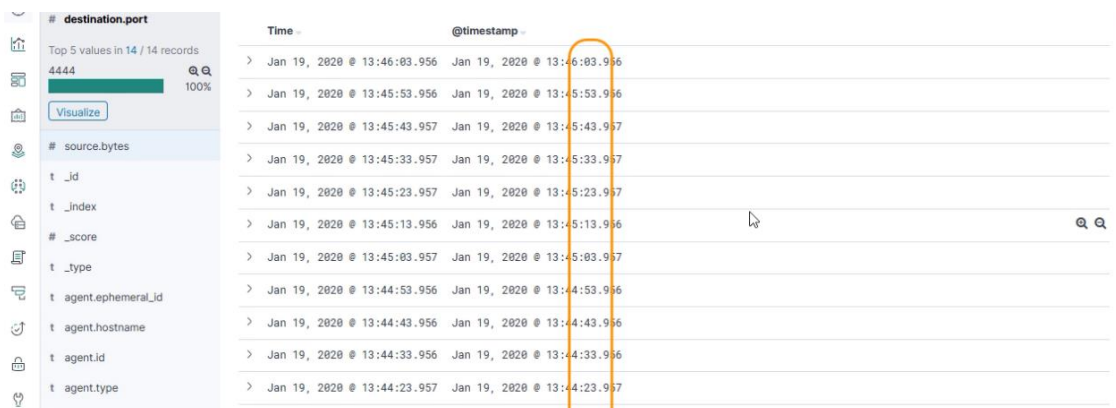 # destination.port
Top 5 values in 14 / 14 records
4444
100%
Visualize
# source.bytes
t _id
t _index
# _score
t _type
t agent.ephemeral_id
t agent.hostname
t agent.id
t agent.type
Time @timestamp
> Jan 19, 2020 @ 13:46:03.956 Jan 19, 2020 @ 13:46:03.956
> Jan 19, 2020 @ 13:45:53.956 Jan 19, 2020 @ 13:45:53.956
> Jan 19, 2020 @ 13:45:43.957 Jan 19, 2020 @ 13:45:43.957
> Jan 19, 2020 @ 13:45:33.957 Jan 19, 2020 @ 13:45:33.957
> Jan 19, 2020 @ 13:45:23.957 Jan 19, 2020 @ 13:45:23.957
> Jan 19, 2020 @ 13:45:13.956 Jan 19, 2020 @ 13:45:13.956
> Jan 19, 2020 @ 13:45:03.957 Jan 19, 2020 @ 13:45:03.957
> Jan 19, 2020 @ 13:44:53.956 Jan 19, 2020 @ 13:44:53.956
> Jan 19, 2020 @ 13:44:43.956 Jan 19, 2020 @ 13:44:43.956
> Jan 19, 2020 @ 13:44:33.956 Jan 19, 2020 @ 13:44:33.956
> Jan 19, 2020 @ 13:44:23.957 Jan 19, 2020 @ 13:44:23.957